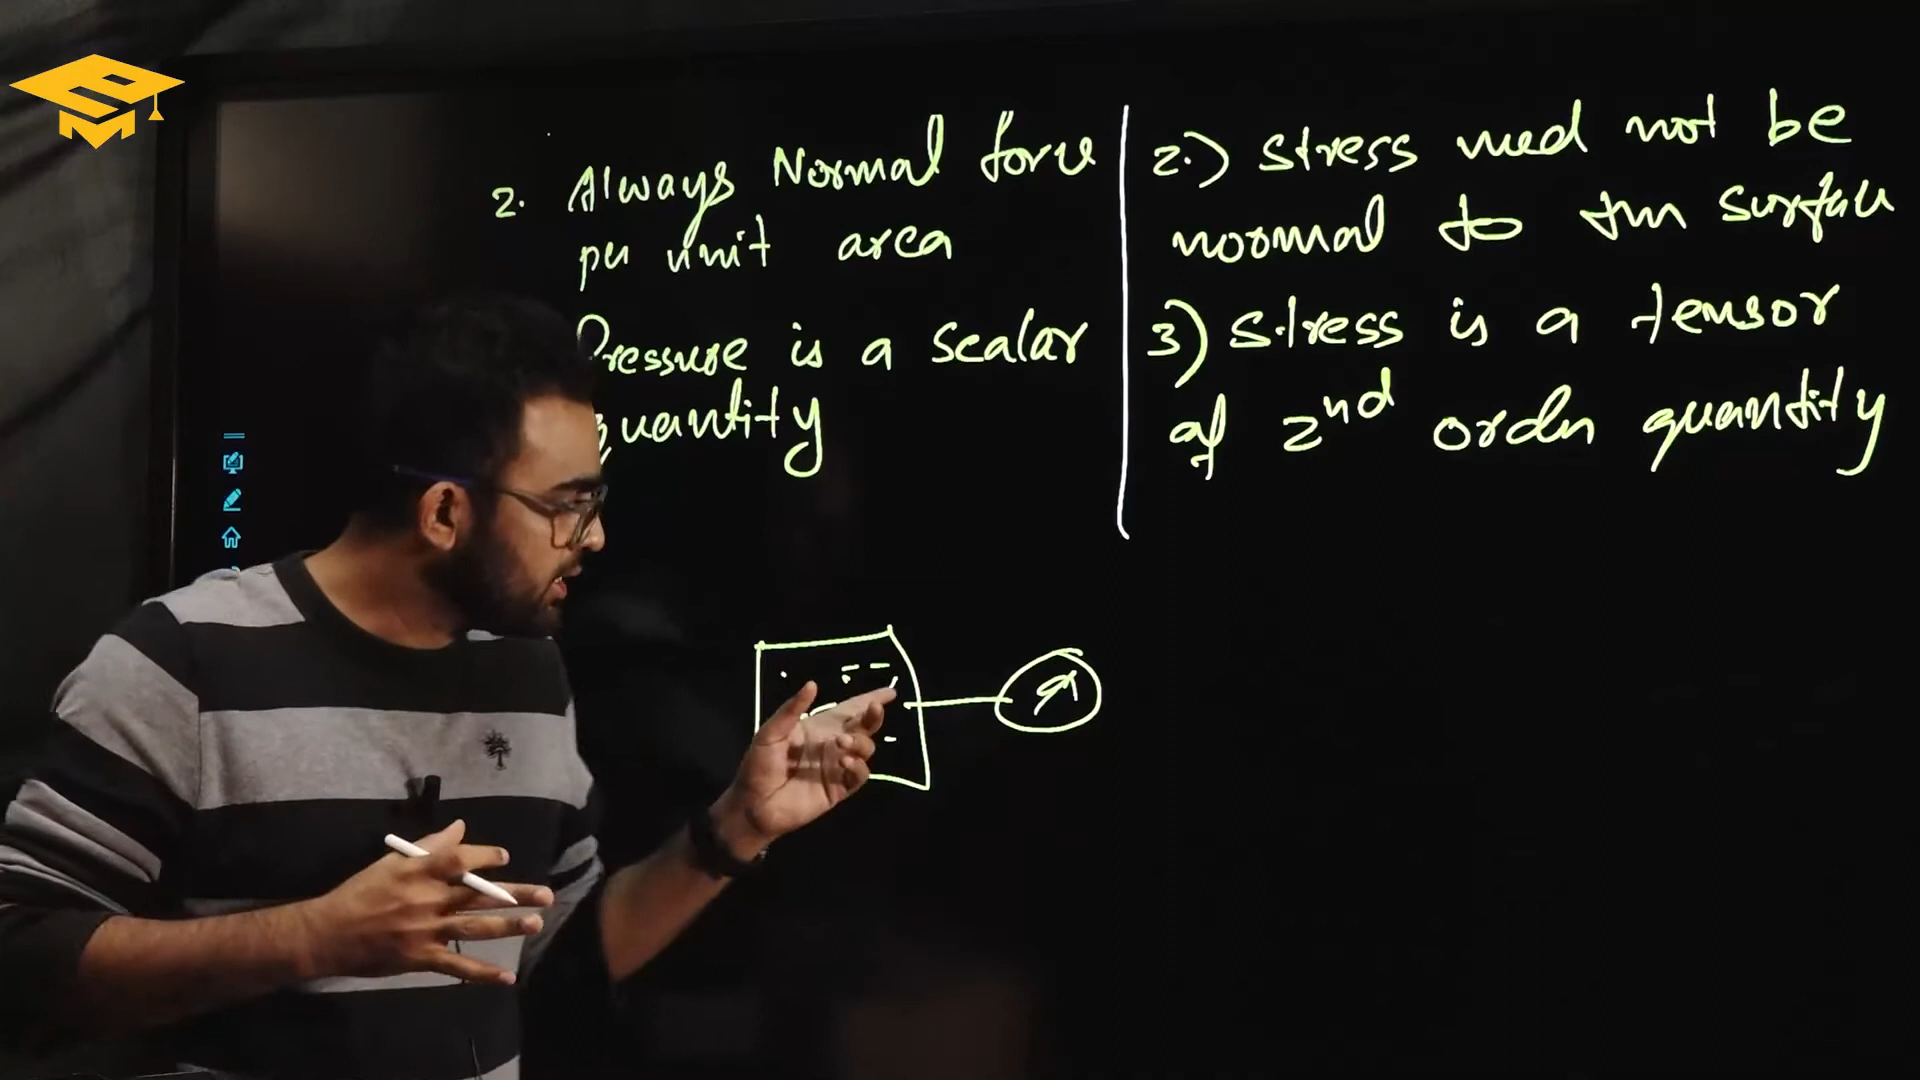 2. Always Normal force
per unit area
Pressure is a scalar
quantity
2.) Stress need not be
normal to the surface
3) Stress is a tensor
of 2nd order quantity